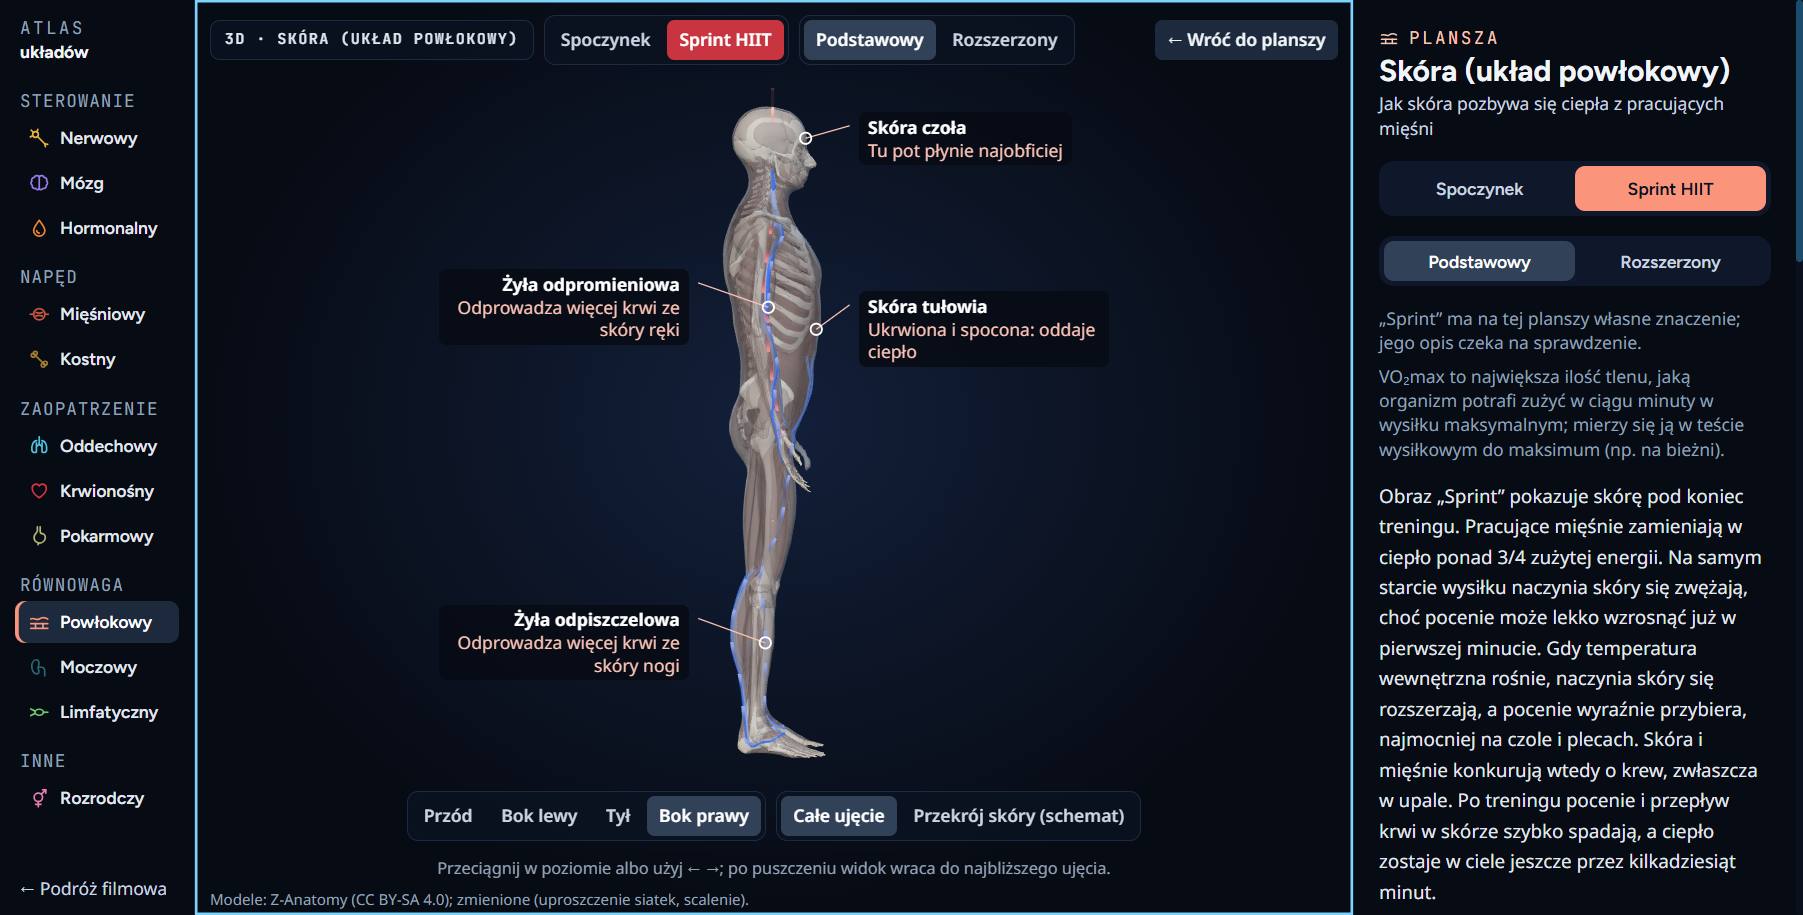 ATLAS
układów
STEROWANIE
Nerwowy
Mózg
Hormonalny
NAPĘD
Mięśniowy
Kostny
ZAOPATRZENIE
Oddechowy
Krwionośny
Pokarmowy
RÓWNOWAGA
Powłokowy
Moczowy
Limfatyczny
INNE
Rozrodczy
← Podróż filmowa
3D · SKÓRA (UKŁAD POWŁOKOWY)
Spoczynek
Sprint HIIT
Podstawowy
Rozszerzony
← Wróć do planszy
Skóra czoła
Tu pot płynie najobficiej
Żyła odpromieniowa
Odprowadza więcej krwi ze
skóry ręki
Skóra tułowia
Ukrwiona i spocona: oddaje
ciepło
Żyła odpiszczelowa
Odprowadza więcej krwi ze
skóry nogi
Przód
Bok lewy
Tył
Bok prawy
Całe ujęcie
Przekrój skóry (schemat)
Przeciągnij w poziomie albo użyj ← →; po puszczeniu widok wraca do najbliższego ujęcia.
Modele: Z-Anatomy (CC BY-SA 4.0); zmienione (uproszczenie siatek, scalenie).
PLANSZA
Skóra (układ powłokowy)
Jak skóra pozbywa się ciepła z pracujących
mięśni
Spoczynek
Sprint HIIT
Podstawowy
Rozszerzony
„Sprint” ma na tej planszy własne znaczenie;
jego opis czeka na sprawdzenie.
VO₂max to największa ilość tlenu, jaką
organizm potrafi zużyć w ciągu minuty w
wysiłku maksymalnym; mierzy się ją w teście
wysiłkowym do maksimum (np. na bieżni).
Obraz „Sprint” pokazuje skórę pod koniec
treningu. Pracujące mięśnie zamieniają w
ciepło ponad 3/4 zużytej energii. Na samym
starcie wysiłku naczynia skóry się zwężają,
choć pocenie może lekko wzrosnąć już w
pierwszej minucie. Gdy temperatura
wewnętrzna rośnie, naczynia skóry się
rozszerzają, a pocenie wyraźnie przybiera,
najmocniej na czole i plecach. Skóra i
mięśnie konkurują wtedy o krew, zwłaszcza
w upale. Po treningu pocenie i przepływ
krwi w skórze szybko spadają, a ciepło
zostaje w ciele jeszcze przez kilkadziesiąt
minut.